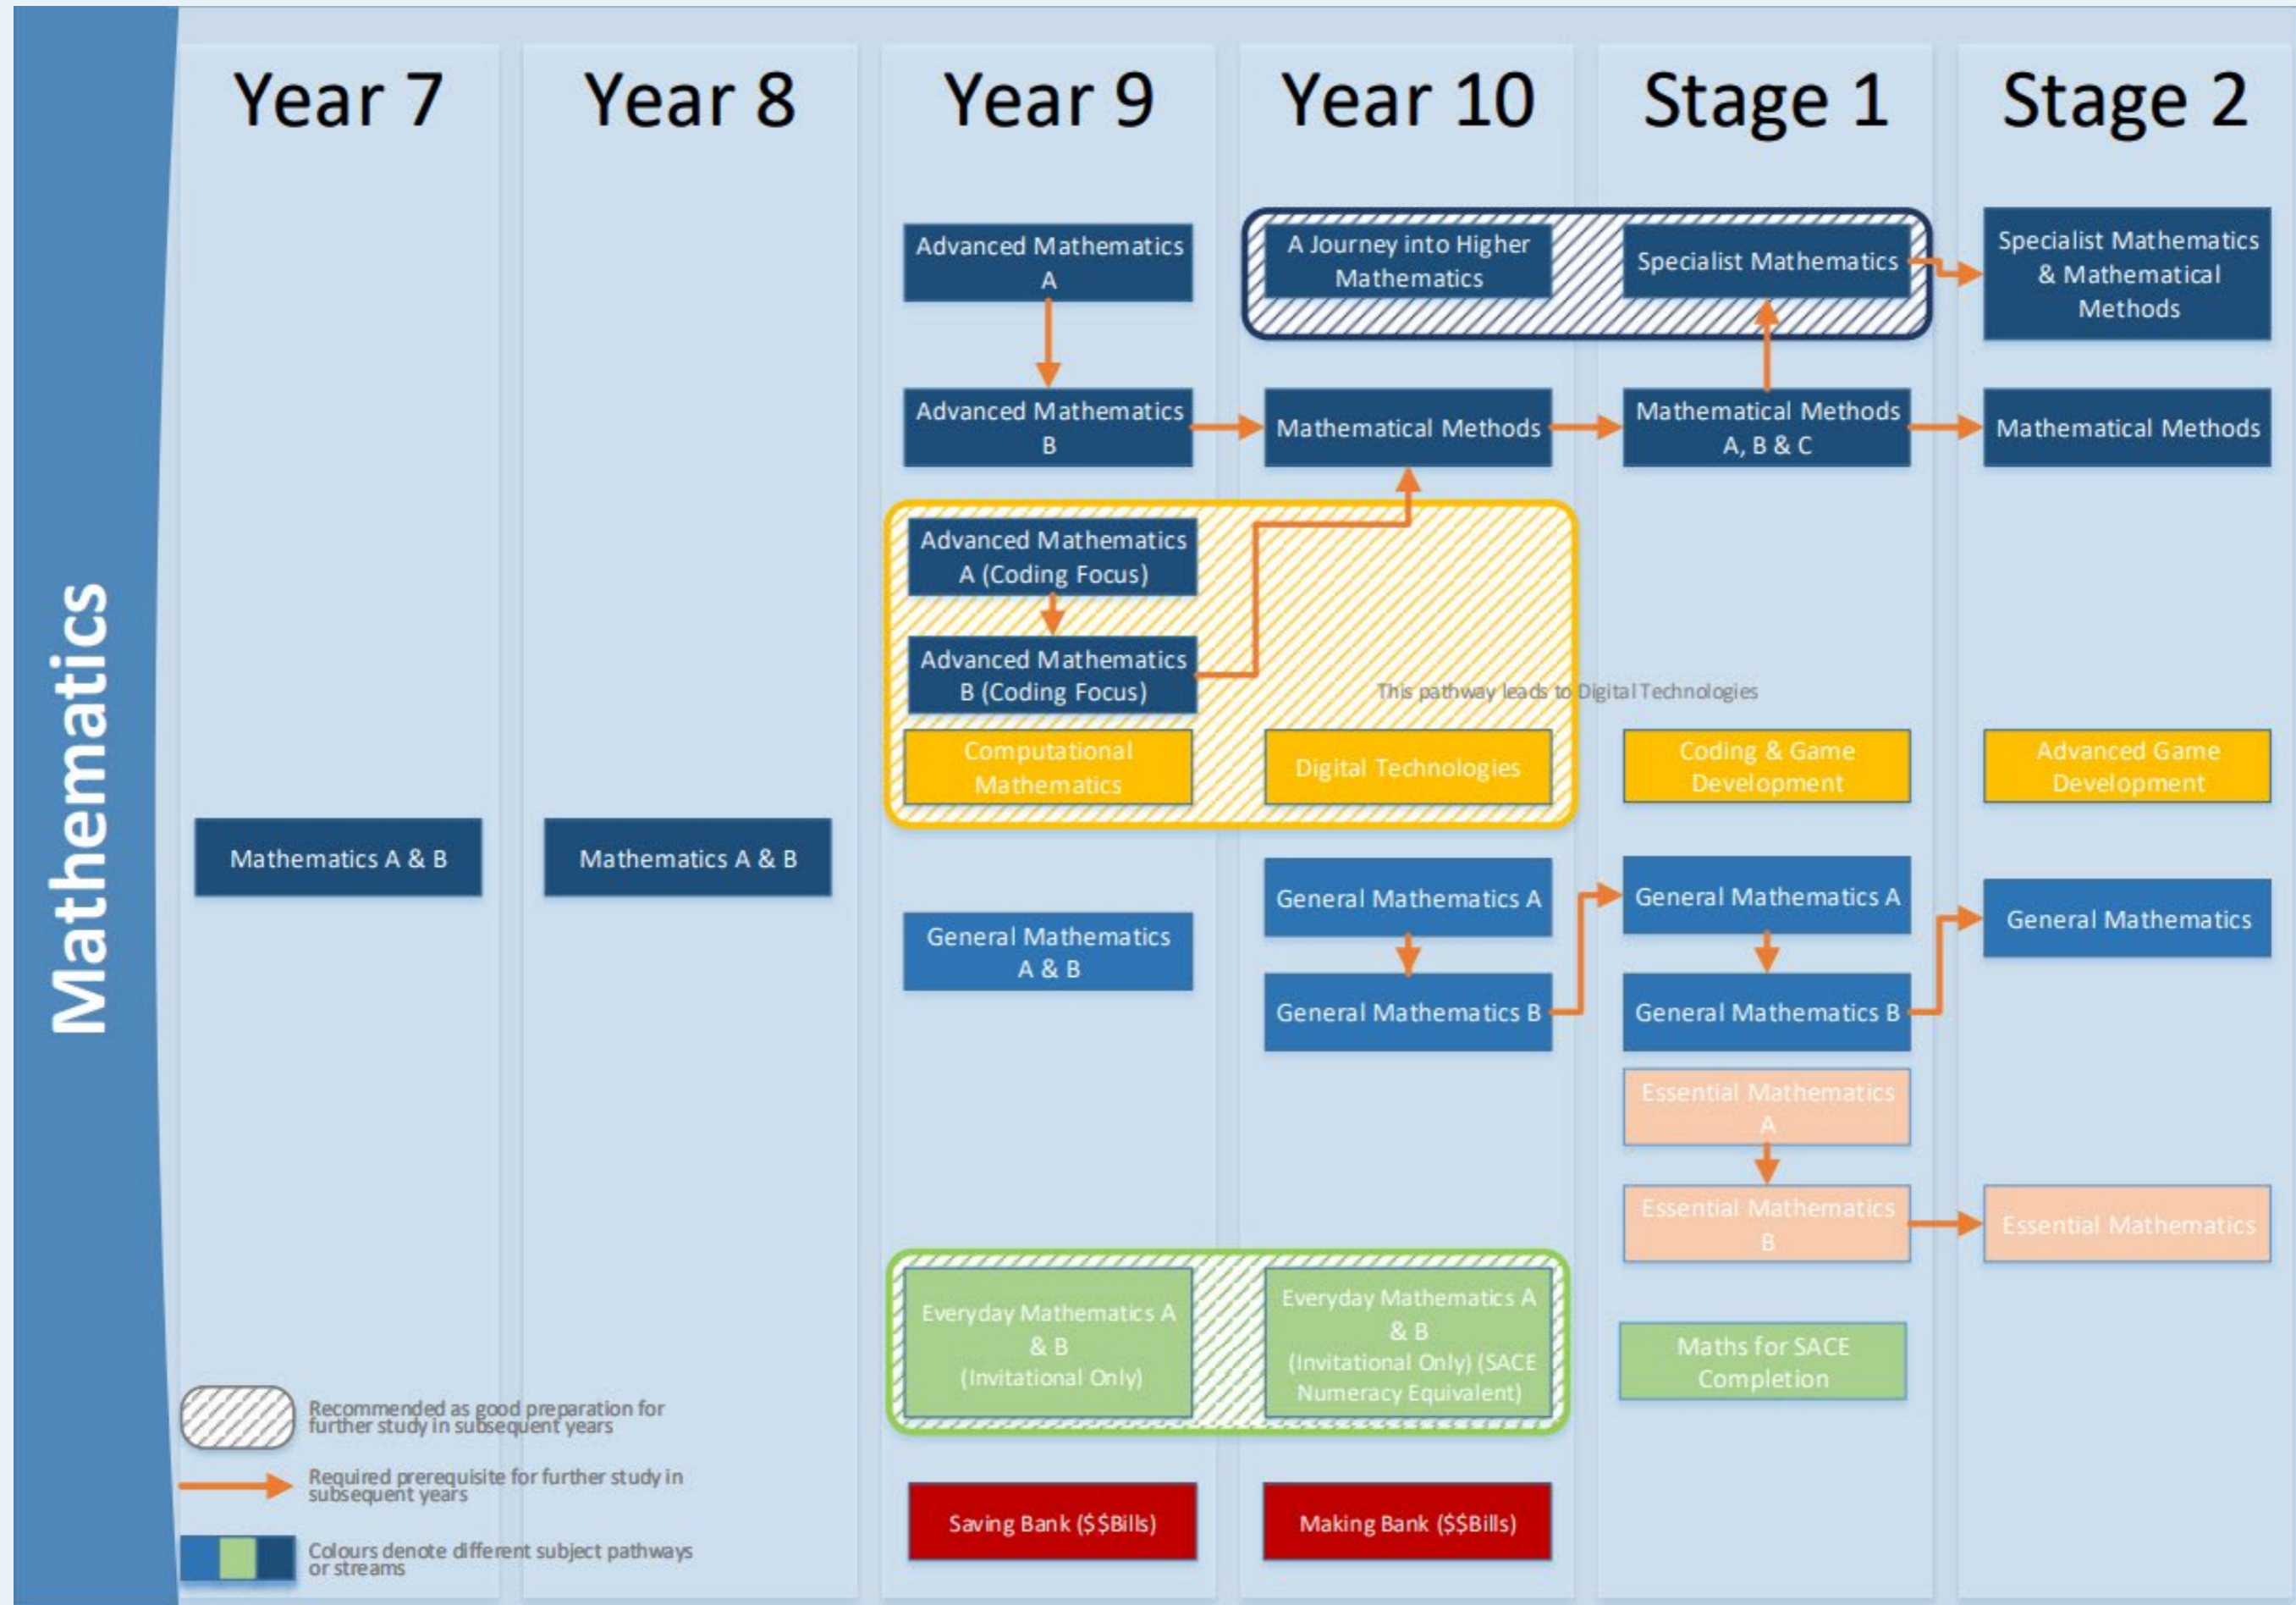 Mathematics
Year 7
Year 8
Year 9
Year 10
Stage 1
Stage 2
Advanced Mathematics
A
A Journey into Higher
Mathematics
Specialist Mathematics
Specialist Mathematics
& Mathematical
Methods
Advanced Mathematics
B
Mathematical Methods
Mathematical Methods
A, B & C
Mathematical Methods
Advanced Mathematics
A (Coding Focus)
Advanced Mathematics
B (Coding Focus)
This pathway leads to Digital Technologies
Computational
Mathematics
Digital Technologies
Coding & Game
Development
Advanced Game
Development
Mathematics A & B
Mathematics A & B
General Mathematics
A & B
General Mathematics A
General Mathematics B
General Mathematics A
General Mathematics B
General Mathematics
Essential Mathematics
A
Essential Mathematics
B
Essential Mathematics
Everyday Mathematics A
& B
(Invitational Only)
Everyday Mathematics A
& B
(Invitational Only) (SACE
Numeracy Equivalent)
Maths for SACE
Completion
Saving Bank ($$Bills)
Making Bank ($$Bills)
Recommended as good preparation for
further study in subsequent years
Required prerequisite for further study in
subsequent years
Colours denote different subject pathways
or streams